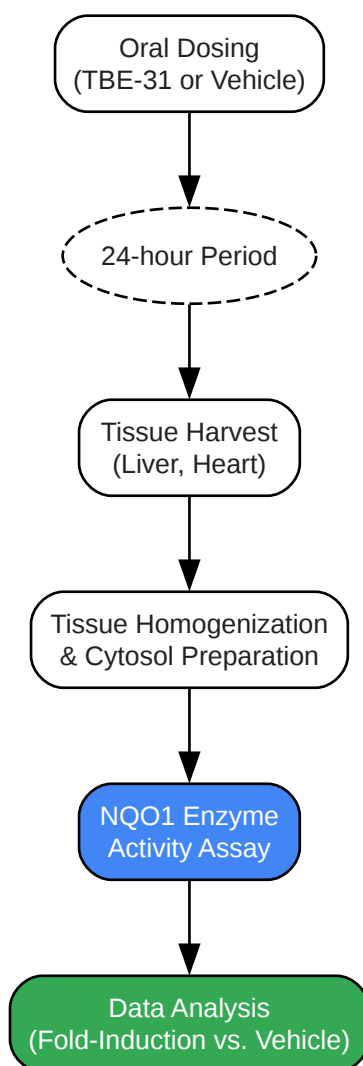 Oral Dosing
(TBE-31 or Vehicle)
24-hour Period
Tissue Harvest
(Liver, Heart)
Tissue Homogenization
& Cytosol Preparation
NQO1 Enzyme
Activity Assay
Data Analysis
(Fold-Induction vs. Vehicle)